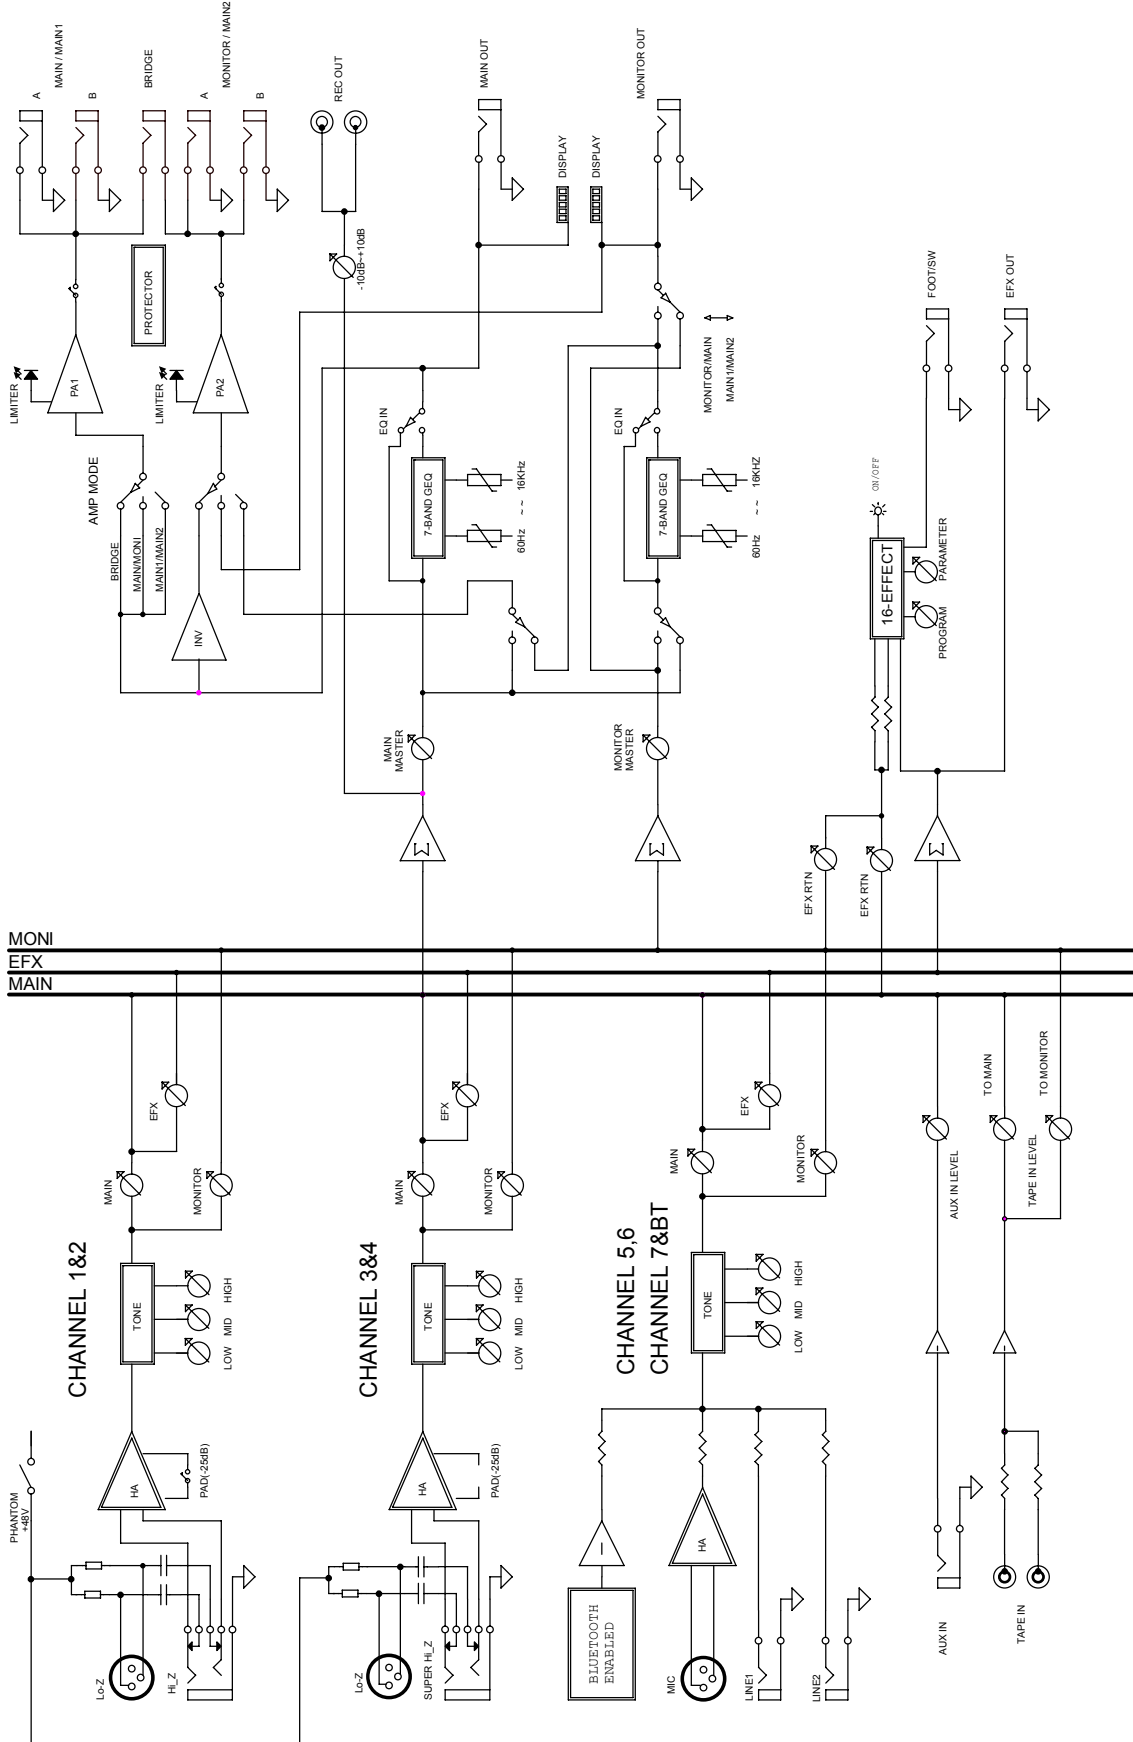 A
MAIN / MAIN1
B
BRIDGE
A
MONITOR / MAIN2
B
REC OUT
-10dB~+10dB
MAIN OUT
DISPLAY
DISPLAY
MONITOR OUT
PROTECTOR
LIMITER
PA1
LIMITER
PA2
AMP MODE
BRIDGE
MAIN/MONI
MAIN1/MAIN2
INV
EQ IN
7-BAND GEQ
60Hz ~ ~ 16KHz
EQ IN
7-BAND GEQ
60Hz ~ ~ 16KHZ
MONITOR/MAIN
MAIN1/MAIN2
MAIN
MASTER
MONITOR
MASTER
Σ
Σ
FOOT/SW
EFX OUT
ON/OFF
16-EFFECT
PARAMETER
PROGRAM
EFX RTN
EFX RTN
Σ
MONI
EFX
MAIN
PHANTOM
+48V
CHANNEL 1&2
MAIN
EFX
MONITOR
TONE
LOW MID HIGH
HA
PAD(-25dB)
Lo-Z
Hi_Z
CHANNEL 3&4
MAIN
EFX
MONITOR
TONE
LOW MID HIGH
HA
PAD(-25dB)
Lo-Z
SUPER Hi_Z
CHANNEL 5,6
CHANNEL 7&BT
MAIN
EFX
MONITOR
TONE
LOW MID HIGH
BLUETOOTH
ENABLED
HA
MIC
LINE1
LINE2
AUX IN LEVEL
TO MAIN
TAPE IN LEVEL
TO MONITOR
AUX IN
TAPE IN